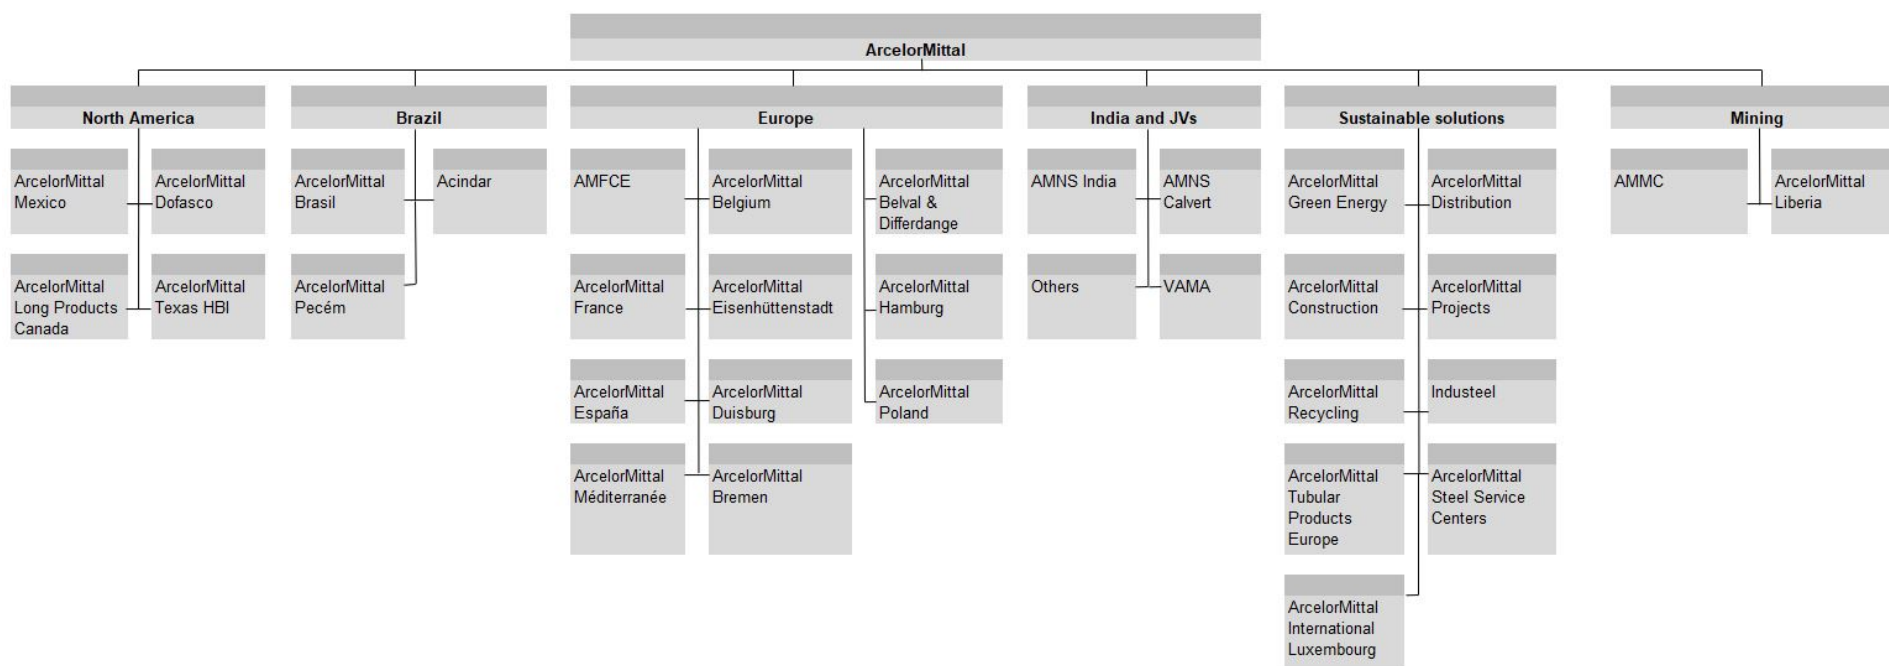 ArcelorMittal
North America
Brazil
Europe
India and JVs
Sustainable solutions
Mining
ArcelorMittal
Mexico
ArcelorMittal
Dofasco
ArcelorMittal
Long Products
Canada
ArcelorMittal
Texas HBI
ArcelorMittal
Brasil
Acindar
ArcelorMittal
Pecém
AMFCE
ArcelorMittal
Belgium
ArcelorMittal
Belval &
Differdange
ArcelorMittal
France
ArcelorMittal
Eisenhüttenstadt
ArcelorMittal
Hamburg
ArcelorMittal
España
ArcelorMittal
Duisburg
ArcelorMittal
Poland
ArcelorMittal
Méditerranée
ArcelorMittal
Bremen
AMNS India
AMNS
Calvert
Others
VAMA
ArcelorMittal
Green Energy
ArcelorMittal
Distribution
ArcelorMittal
Construction
ArcelorMittal
Projects
ArcelorMittal
Recycling
Industeel
ArcelorMittal
Tubular
Products
Europe
ArcelorMittal
Steel Service
Centers
ArcelorMittal
International
Luxembourg
AMMC
ArcelorMittal
Liberia